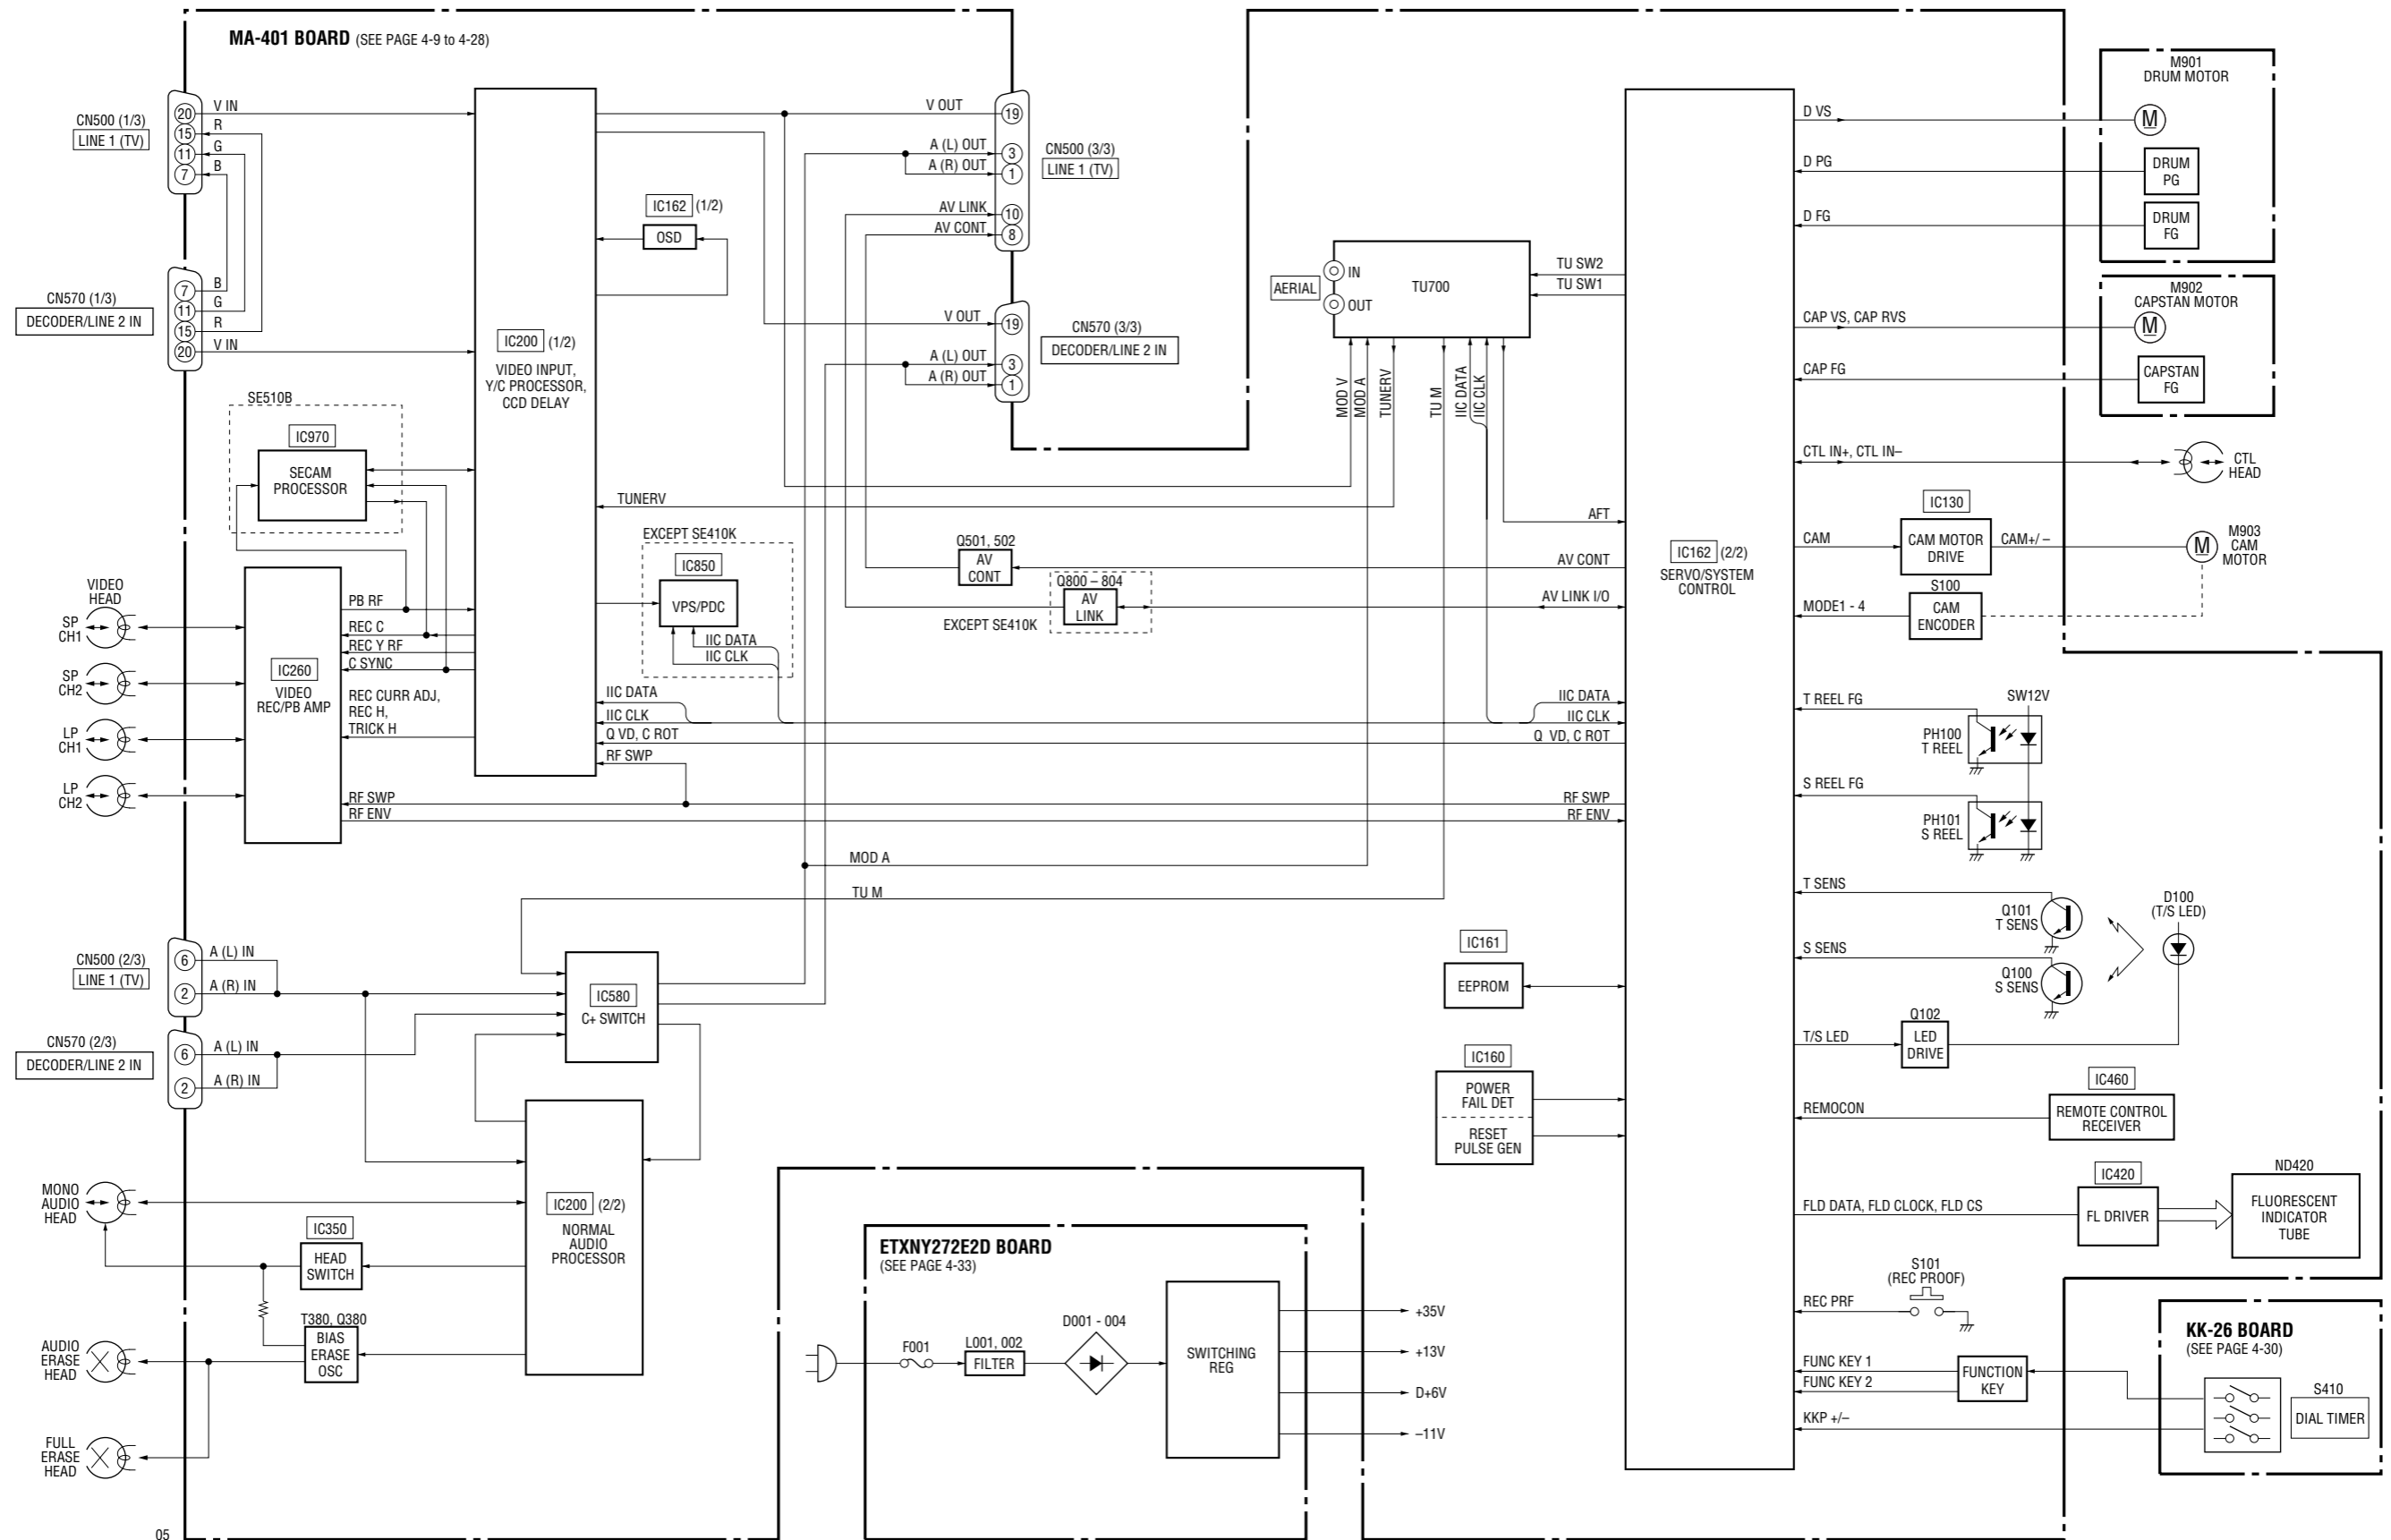 MA-401 BOARD (SEE PAGE 4-9 to 4-28)
CN500 (1/3)
LINE 1 (TV)
20
15
11
7
V IN
R
G
B
CN570 (1/3)
DECODER/LINE 2 IN
7
11
15
20
B
G
R
V IN
SE510B
IC970
SECAM
PROCESSOR
VIDEO
HEAD
SP
CH1
SP
CH2
LP
CH1
LP
CH2
IC260
VIDEO
REC/PB AMP
PB RF
REC C
REC Y RF
C SYNC
REC CURR ADJ,
REC H,
TRICK H
RF SWP
RF ENV
IC200 (1/2)
VIDEO INPUT,
Y/C PROCESSOR,
CCD DELAY
IC162 (1/2)
OSD
V OUT
A (L) OUT
A (R) OUT
AV LINK
AV CONT
19
3
1
10
8
CN500 (3/3)
LINE 1 (TV)
V OUT
A (L) OUT
A (R) OUT
19
3
1
CN570 (3/3)
DECODER/LINE 2 IN
TUNERV
EXCEPT SE410K
IC850
VPS/PDC
IIC DATA
IIC CLK
IIC DATA
IIC CLK
Q VD, C ROT
RF SWP
Q501, 502
AV
CONT
Q800 – 804
AV
LINK
EXCEPT SE410K
AERIAL
IN
OUT
TU700
TU SW2
TU SW1
MOD V
MOD A
TUNERV
TU M
IIC DATA
IIC CLK
AFT
AV CONT
AV LINK I/O
IIC DATA
IIC CLK
Q VD, C ROT
RF SWP
RF ENV
MOD A
TU M
IC162 (2/2)
SERVO/SYSTEM
CONTROL
D VS
D PG
D FG
M901
DRUM MOTOR
M
DRUM
PG
DRUM
FG
CAP VS, CAP RVS
CAP FG
M902
CAPSTAN MOTOR
M
CAPSTAN
FG
CTL IN+, CTL IN–
CTL
HEAD
CAM
IC130
CAM MOTOR
DRIVE
CAM+/ –
M
M903
CAM
MOTOR
MODE1 - 4
S100
CAM
ENCODER
T REEL FG
SW12V
PH100
T REEL
S REEL FG
PH101
S REEL
T SENS
Q101
T SENS
D100
(T/S LED)
S SENS
Q100
S SENS
T/S LED
Q102
LED
DRIVE
IC460
REMOCON
REMOTE CONTROL
RECEIVER
IC420
FLD DATA, FLD CLOCK, FLD CS
FL DRIVER
ND420
FLUORESCENT
INDICATOR
TUBE
S101
(REC PROOF)
REC PRF
FUNC KEY 1
FUNC KEY 2
FUNCTION
KEY
KKP +/–
KK-26 BOARD
(SEE PAGE 4-30)
S410
DIAL TIMER
IC161
EEPROM
IC160
POWER
FAIL DET
RESET
PULSE GEN
CN500 (2/3)
LINE 1 (TV)
6
2
A (L) IN
A (R) IN
CN570 (2/3)
DECODER/LINE 2 IN
6
2
A (L) IN
A (R) IN
IC580
C+ SWITCH
IC200 (2/2)
NORMAL
AUDIO
PROCESSOR
MONO
AUDIO
HEAD
IC350
HEAD
SWITCH
T380, Q380
BIAS
ERASE
OSC
AUDIO
ERASE
HEAD
FULL
ERASE
HEAD
ETXNY272E2D BOARD
(SEE PAGE 4-33)
F001
L001, 002
FILTER
D001 - 004
SWITCHING
REG
+35V
+13V
D+6V
–11V
05